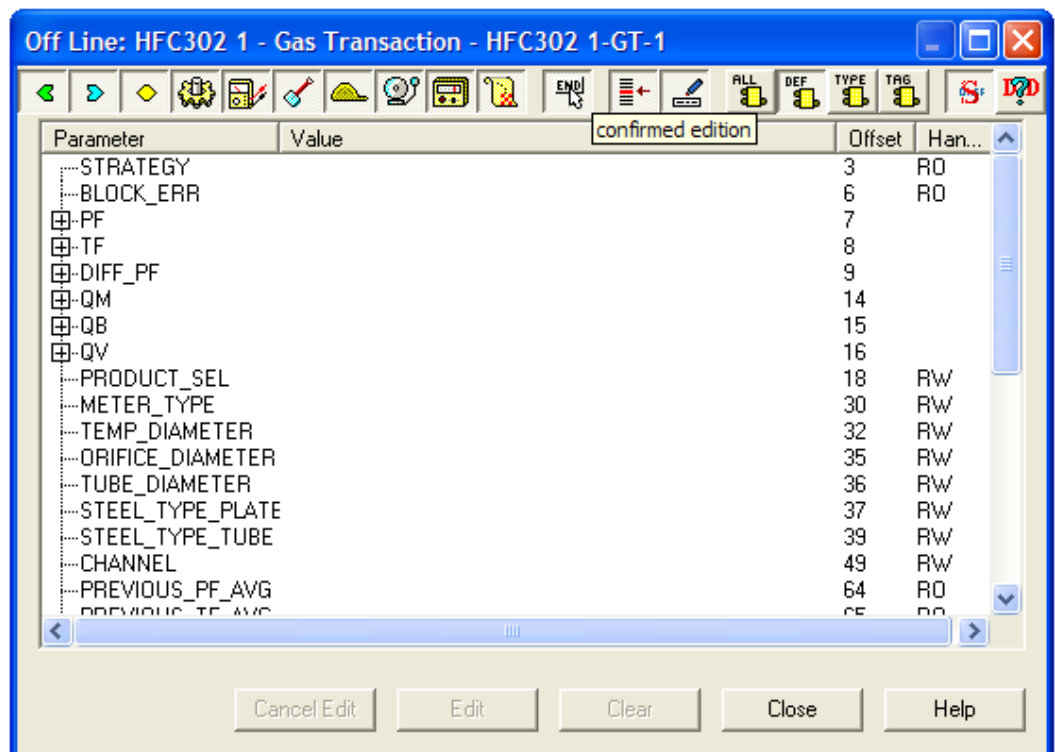 Off Line: HFC302 1 - Gas Transaction - HFC302 1-GT-1
END ALL DEF TYPE TAG
confirmed edition
Parameter Value Offset Han...
STRATEGY 3 RO
BLOCK_ERR 6 RO
PF 7
TF 8
DIFF_PF 9
QM 14
QB 15
QV 16
PRODUCT_SEL 18 RW
METER_TYPE 30 RW
TEMP_DIAMETER 32 RW
ORIFICE_DIAMETER 35 RW
TUBE_DIAMETER 36 RW
STEEL_TYPE_PLATE 37 RW
STEEL_TYPE_TUBE 39 RW
CHANNEL 49 RW
PREVIOUS_PF_AVG 64 RO
PREVIOUS_TF_AVG 65 RO
Cancel Edit Edit Clear Close Help